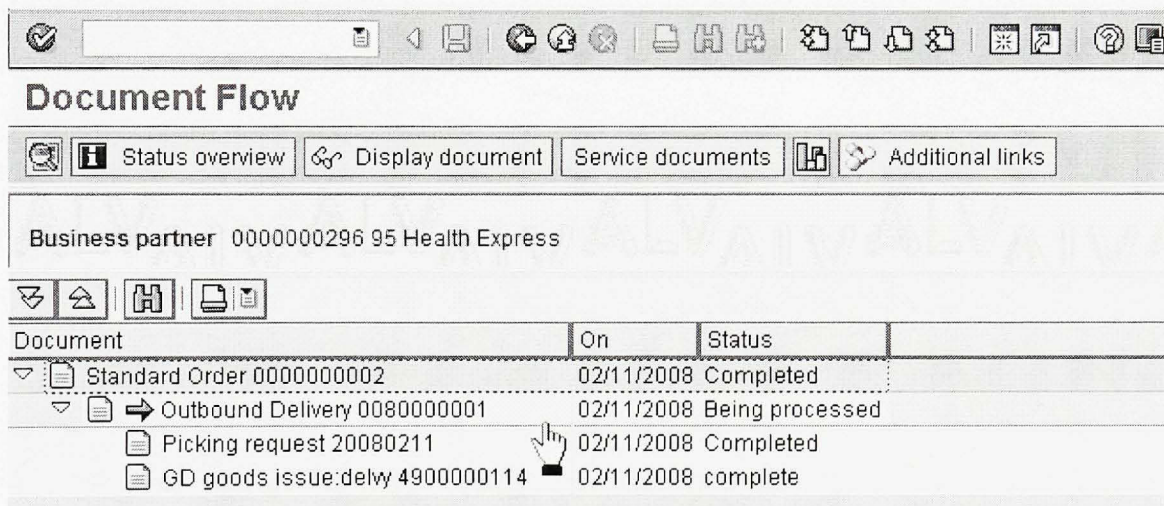 Document Flow
Status overview Display document Service documents Additional links
Business partner 0000000296 95 Health Express
Document On Status
Standard Order 0000000002 02/11/2008 Completed
Outbound Delivery 0080000001 02/11/2008 Being processed
Picking request 20080211 02/11/2008 Completed
GD goods issue:delvy 4900000114 02/11/2008 complete